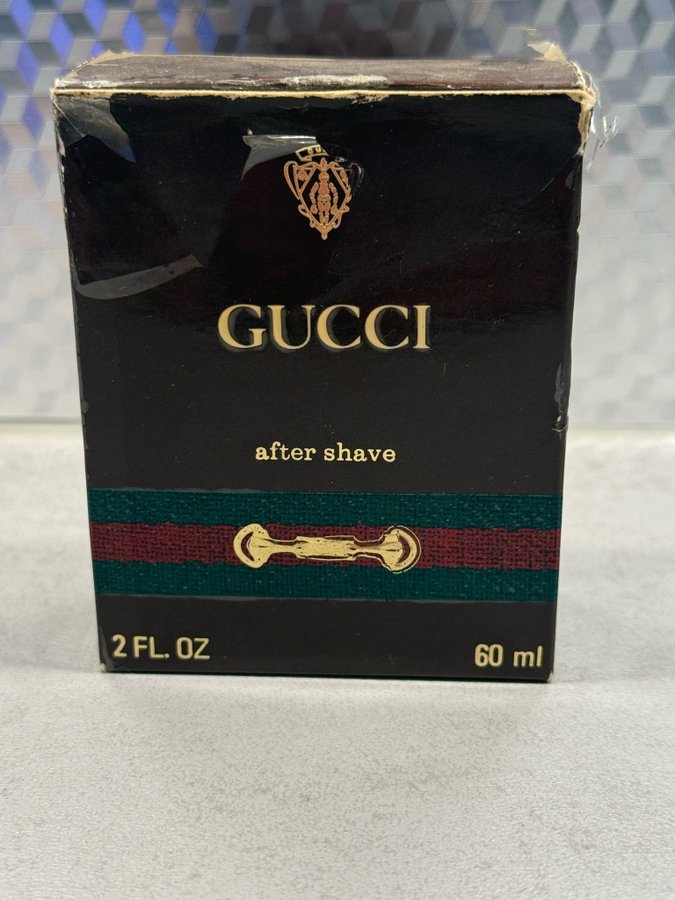 GUCCI
after shave
2 FL. OZ
60 ml